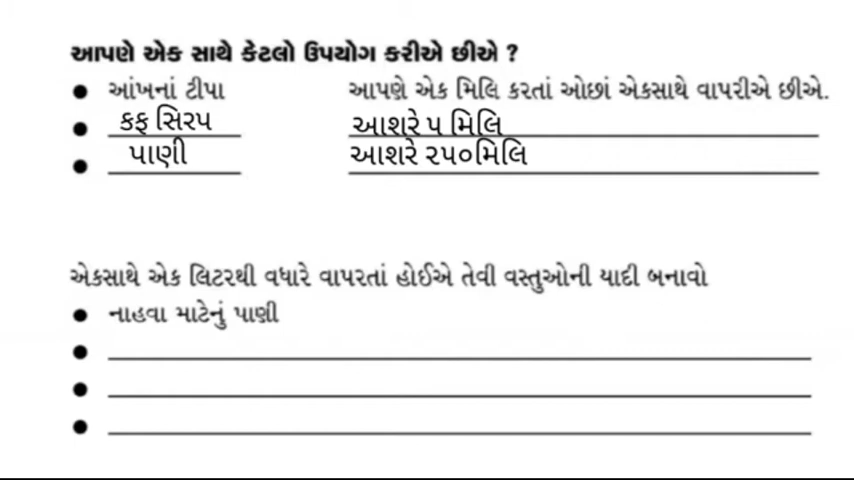 આપણે એક સાથે કેટલો ઉપયોગ કરીએ છીએ ?
● આંખનાં ટીપા આપણે એક મિલિ કરતાં ઓછાં એકસાથે વાપરીએ છીએ.
● કફ સિરપ આશરે ૫ મિલિ
● પાણી આશરે ૨૫૦મિલિ
એકસાથે એક લિટરથી વધારે વાપરતાં હોઈએ તેવી વસ્તુઓની યાદી બનાવો
● નાહવા માટેનું પાણી